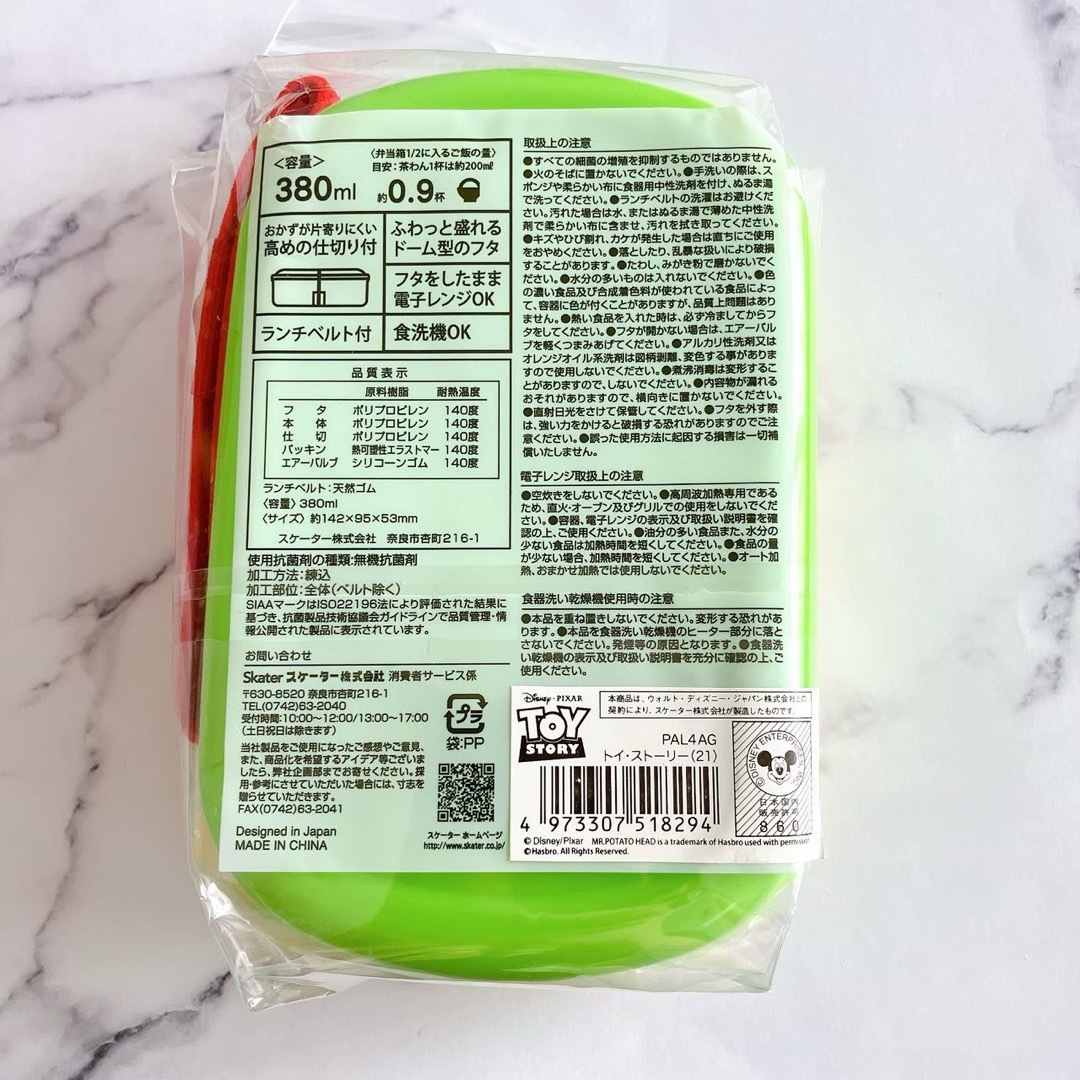 〈容量〉
380ml
〈弁当箱1/2に入るご飯の量〉
目安:茶わん1杯は約200㎖
約0.9杯
おかずが片寄りにくい
高めの仕切り付
ふわっと盛れる
ドーム型のフタ
フタをしたまま
電子レンジOK
ランチベルト付
食洗機OK
品質表示
原料樹脂 耐熱温度
フタ ポリプロピレン 140度
本体 ポリプロピレン 140度
仕切 ポリプロピレン 140度
パッキン 熱可塑性エラストマー 140度
エアーバルブ シリコーンゴム 140度
ランチベルト:天然ゴム
〈容量〉380ml
〈サイズ〉約142×95×53mm
スケーター株式会社 奈良市杏町216-1
使用抗菌剤の種類:無機抗菌剤
加工方法:練込
加工部位:全体(ベルト除く)
SIAAマークはISO22196法により評価された結果に
基づき、抗菌製品技術協議会ガイドラインで品質管理・情
報公開された製品に表示されています。
お問い合わせ
Skater スケーター株式会社 消費者サービス係
〒630-8520 奈良市杏町216-1
TEL(0742)63-2040
受付時間:10:00〜12:00/13:00〜17:00
(土日祝日は除きます)
当社製品をご使用になったご感想やご意見、
また、商品化を希望するアイデア等ございま
したら、弊社企画部までお寄せください。採
用・参考にさせていただいた場合には、寸志を
贈らせていただきます。
FAX(0742)63-2041
Designed in Japan
MADE IN CHINA
プラ
袋:PP
スケーター ホームページ
http://www.skater.co.jp/
取扱上の注意
●すべての細菌の増殖を抑制するものではありません。
●火のそばに置かないでください。●手洗いの際は、ス
ポンジや柔らかい布に食器用中性洗剤を付け、ぬるま湯
で洗ってください。●ランチベルトの洗濯はお避けくだ
さい。汚れた場合は水、またはぬるま湯で薄めた中性洗
剤で柔らかい布に含ませ、汚れを拭き取ってください。
●キズやひび割れ、カケが発生した場合は直ちにご使用
をおやめください。●落としたり、乱暴な扱いにより破損
することがあります。●たわし、みがき粉で磨かないでく
ださい。●水分の多いものは入れないでください。●色
の濃い食品及び合成着色料が使われている食品によっ
て、容器に色が付くことがありますが、品質上問題はあり
ません。●熱い食品を入れた時は、必ず冷ましてからフ
タをしてください。●フタが開かない場合は、エアーバル
ブを軽くつまみあげてください。●アルカリ性洗剤又は
オレンジオイル系洗剤は図柄剥離、変色する事がありま
すので使用しないでください。●煮沸消毒は変形するこ
とがありますので、しないでください。●内容物が漏れる
おそれがありますので、横向きに置かないでください。
●直射日光をさけて保管してください。●フタを外す際
は、強い力をかけると破損する恐れがありますのでご注
意ください。●誤った使用方法に起因する損害は一切補
償いたしません。
電子レンジ取扱上の注意
●空炊きをしないでください。●高周波加熱専用である
ため、直火・オーブン及びグリルでの使用をしないでくだ
さい。●容器、電子レンジの表示及び取扱い説明書を確
認の上、ご使用ください。●油分の多い食品また、水分の
少ない食品は加熱時間を短くしてください。●食品の量
が少ない場合、加熱時間を短くしてください。●オート加
熱、おまかせ加熱では使用しないでください。
食器洗い乾燥機使用時の注意
●本品を重ね置きしないでください。変形する恐れがあ
ります。●本品を食器洗い乾燥機のヒーター部分に落と
さないでください。発煙等の原因となります。●食器洗
い乾燥機の表示及び取扱い説明書を充分に確認の上、ご
使用ください。
Disney・PIXAR
TOY
STORY
本商品は、ウォルト・ディズニー・ジャパン株式会社との
契約により、スケーター株式会社が製造したものです。
PAL4AG
トイ・ストーリー(21)
4 973307 518294
日本国内
販売許諾
860
© Disney/Pixar MR.POTATO HEAD is a trademark of Hasbro used with permission
©Hasbro. All Rights Reserved.